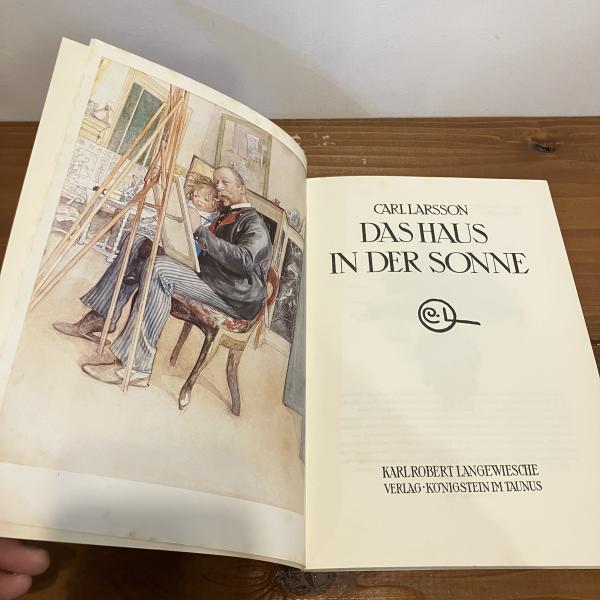 CARL LARSSON
DAS HAUS
IN DER SONNE
C.L.
KARL ROBERT LANGEWIESCHE
VERLAG · KÖNIGSTEIN IM TAUNUS